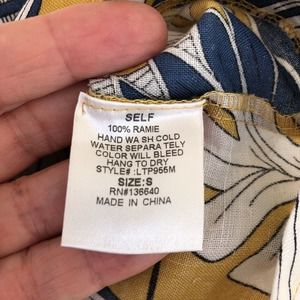 SELF
100% RAMIE
HAND WA SH COLD
WATER SEPARA TELY
COLOR WILL BLEED
HANG TO DRY
STYLE# :LTP955M
SIZE:S
RN#136640
MADE IN CHINA